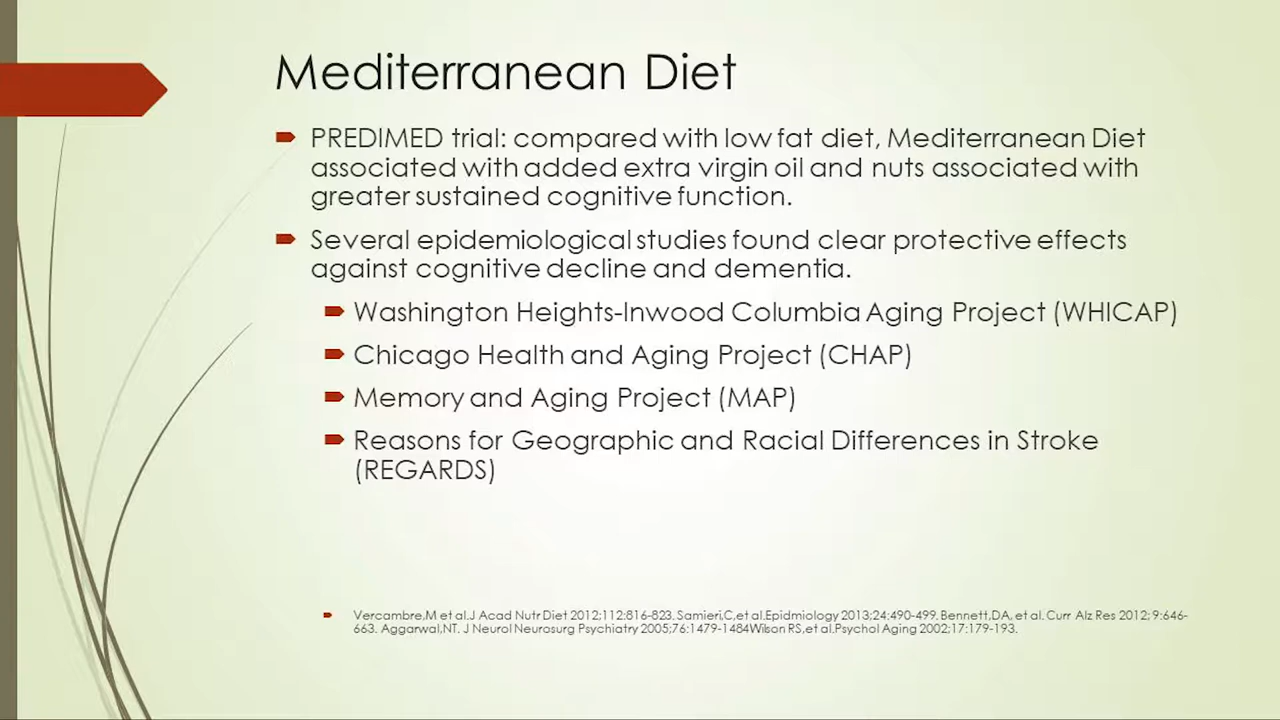 Mediterranean Diet
PREDIMED trial: compared with low fat diet, Mediterranean Diet
associated with added extra virgin oil and nuts associated with
greater sustained cognitive function.
Several epidemiological studies found clear protective effects
against cognitive decline and dementia.
Washington Heights-Inwood Columbia Aging Project (WHICAP)
Chicago Health and Aging Project (CHAP)
Memory and Aging Project (MAP)
Reasons for Geographic and Racial Differences in Stroke
(REGARDS)
Vercambre,M et al.J Acad Nutr Diet 2012;112:816-823. Samieri,C,et al.Epidmiology 2013;24:490-499. Bennett,DA, et al. Curr Alz Res 2012; 9:646-
663. Aggarwal,NT. J Neurol Neurosurg Psychiatry 2005;76:1479-1484Wilson RS,et al.Psychol Aging 2002;17:179-193.